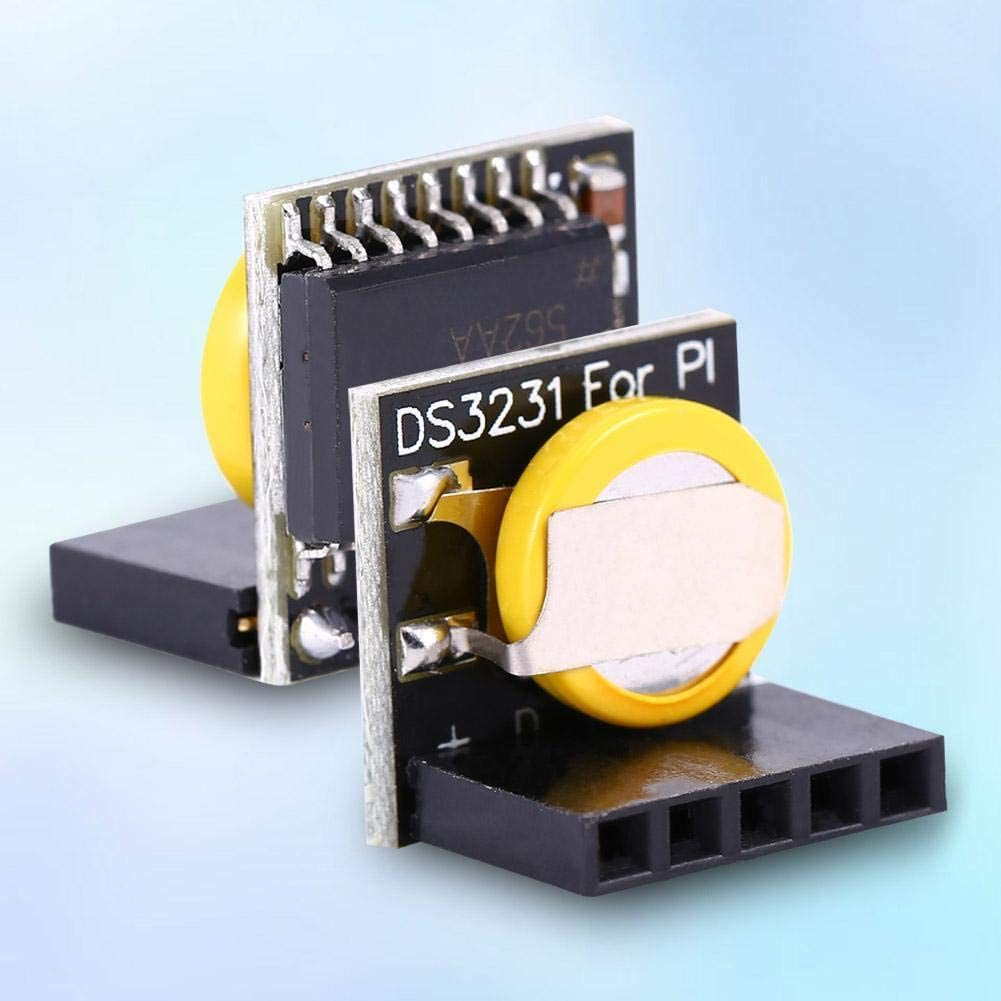 #
562AA
DS3231 For PI
+ D